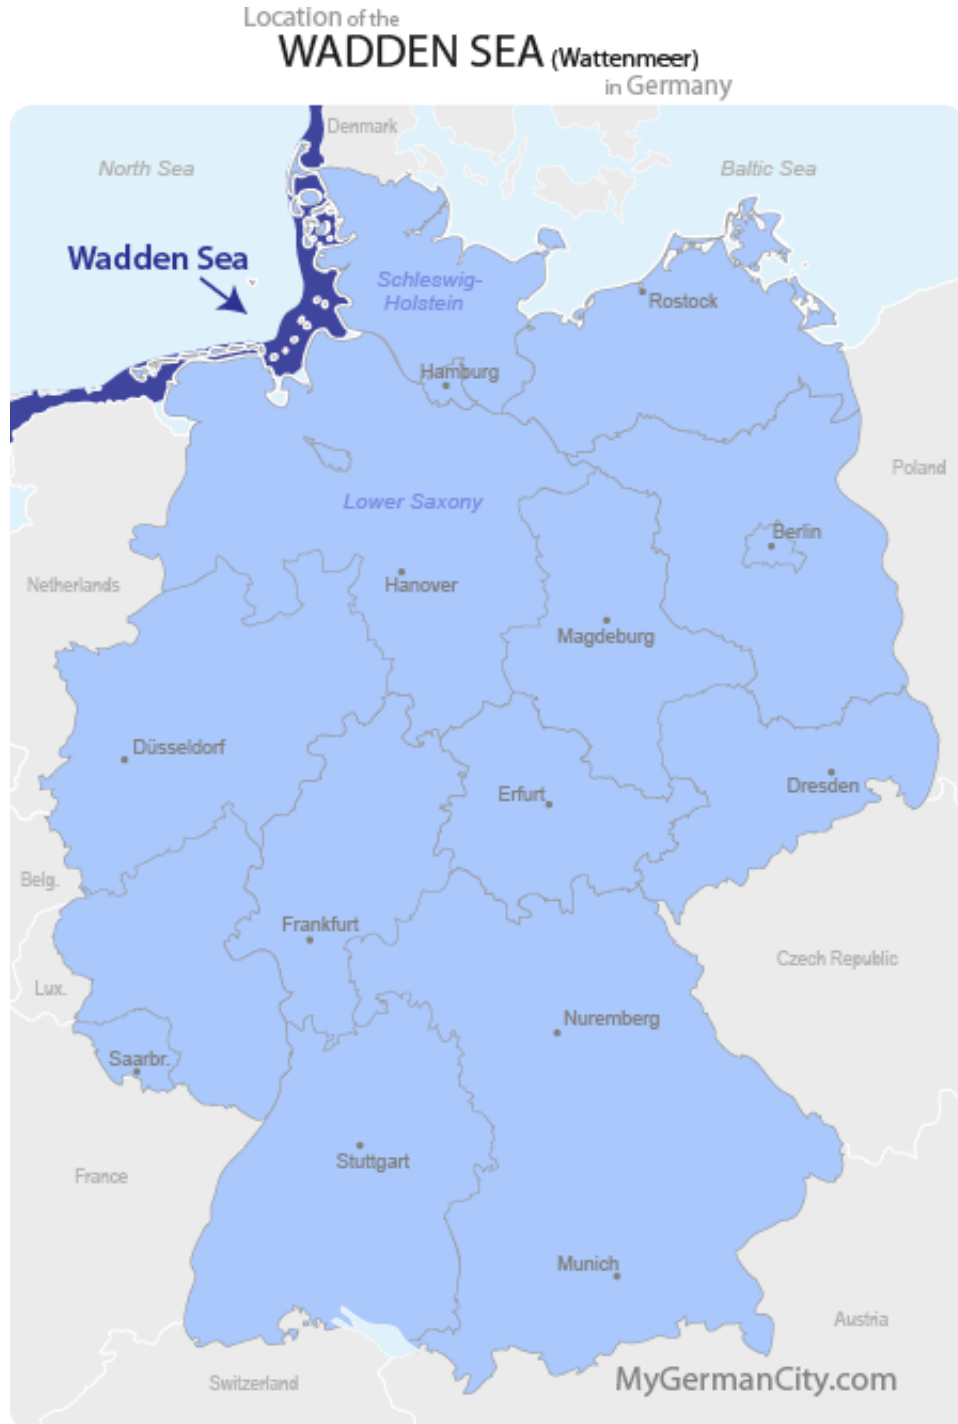 Location of the
WADDEN SEA (Wattenmeer)
in Germany
Denmark
North Sea
Baltic Sea
Wadden Sea
Schleswig-
Holstein
Rostock
Hamburg
Poland
Lower Saxony
Berlin
Netherlands
Hanover
Magdeburg
Düsseldorf
Dresden
Erfurt
Belg.
Frankfurt
Czech Republic
Lux.
Nuremberg
Saarbr.
Stuttgart
France
Munich
Austria
Switzerland
MyGermanCity.com